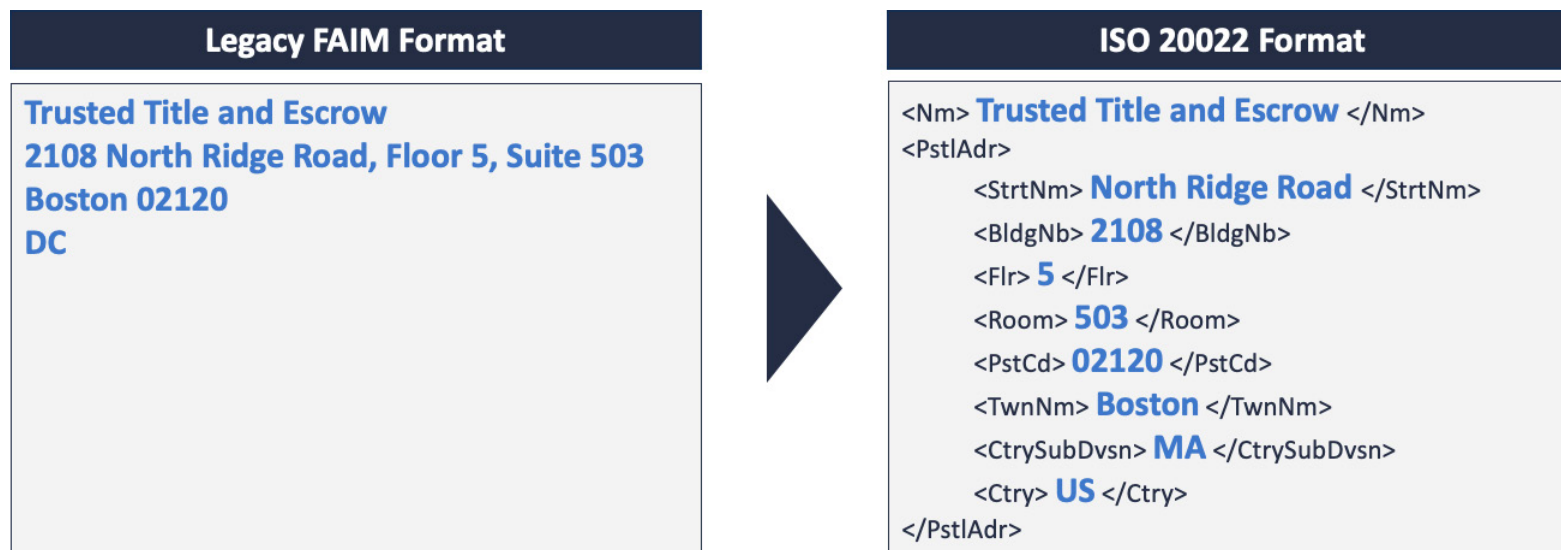 Legacy FAIM Format
Trusted Title and Escrow
2108 North Ridge Road, Floor 5, Suite 503
Boston 02120
DC
ISO 20022 Format
<Nm> Trusted Title and Escrow </Nm>
<PstlAdr>
<StrtNm> North Ridge Road </StrtNm>
<BldgNb> 2108 </BldgNb>
<Flr> 5 </Flr>
<Room> 503 </Room>
<PstCd> 02120 </PstCd>
<TwnNm> Boston </TwnNm>
<CtrySubDvsn> MA </CtrySubDvsn>
<Ctry> US </Ctry>
</PstlAdr>